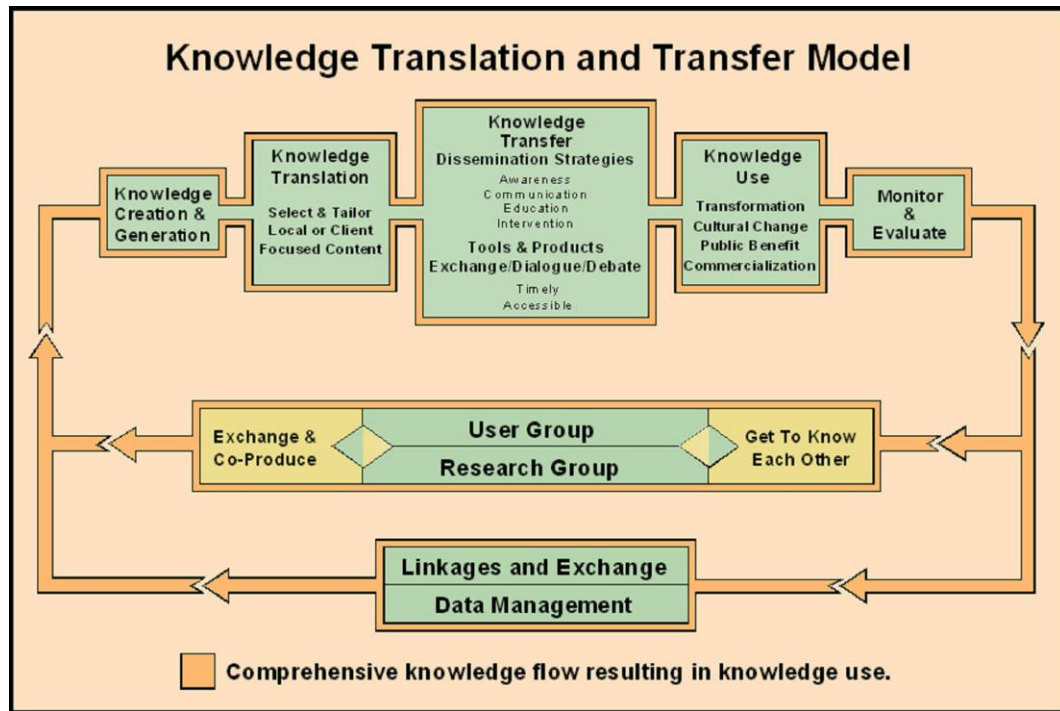 Knowledge Translation and Transfer Model
Knowledge
Creation &
Generation
Knowledge
Translation
Select & Tailor
Local or Client
Focused Content
Knowledge
Transfer
Dissemination Strategies
Awareness
Communication
Education
Intervention
Tools & Products
Exchange/Dialogue/Debate
Timely
Accessible
Knowledge
Use
Transformation
Cultural Change
Public Benefit
Commercialization
Monitor
&
Evaluate
Exchange &
Co-Produce
User Group
Research Group
Get To Know
Each Other
Linkages and Exchange
Data Management
Comprehensive knowledge flow resulting in knowledge use.